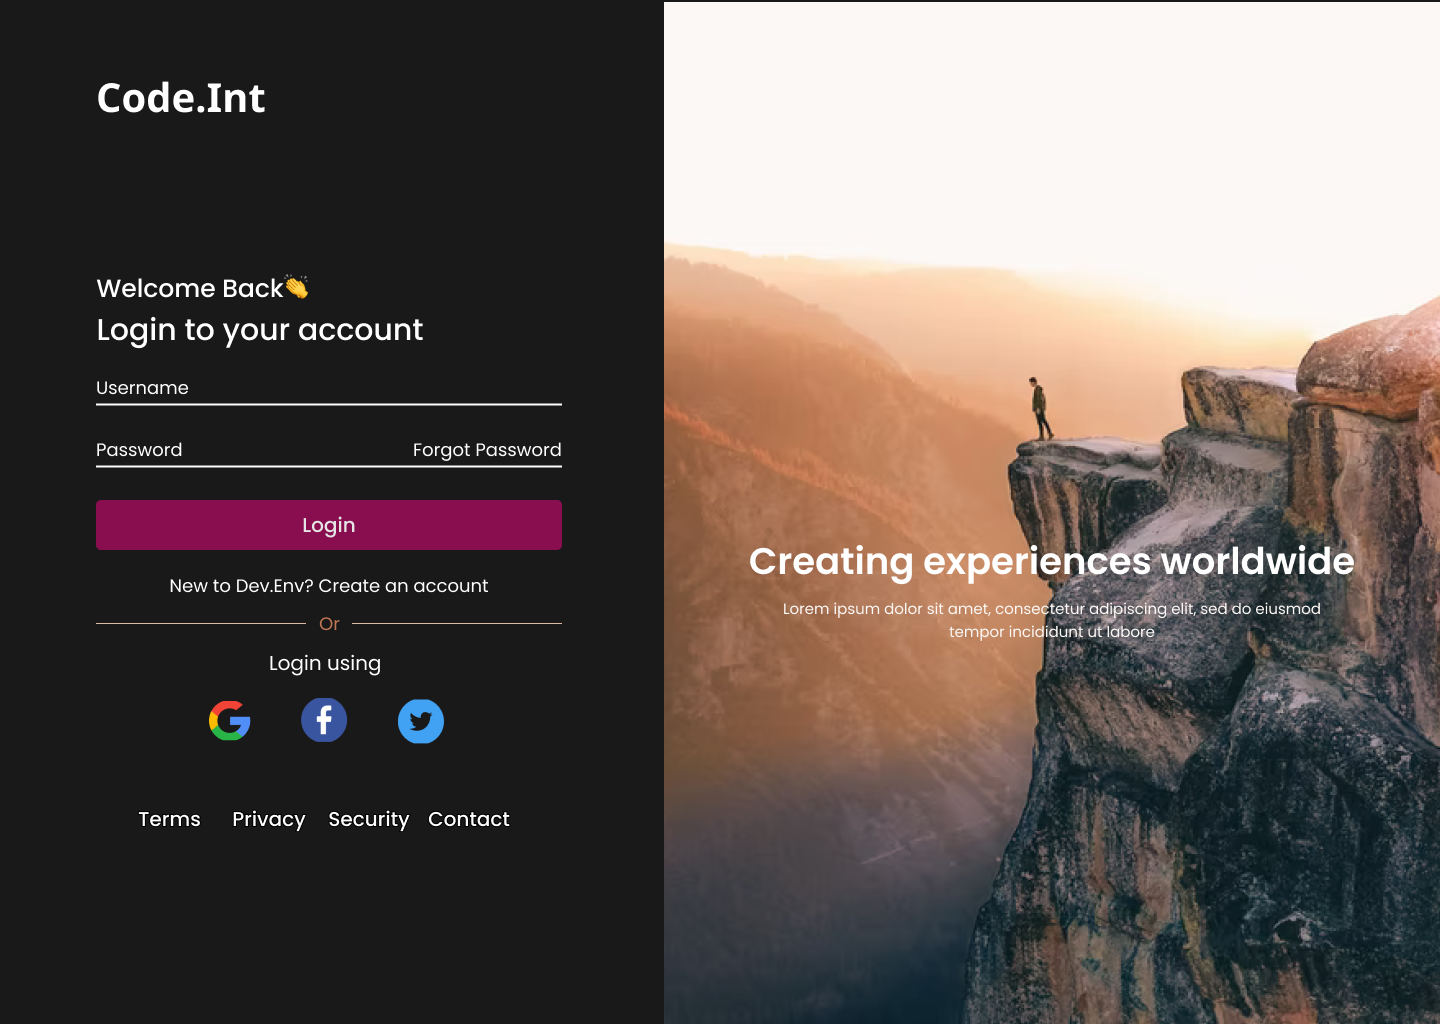 Code.Int
Welcome Back👏
Login to your account
Username
Password Forgot Password
Login
New to Dev.Env? Create an account
Or
Login using
Terms Privacy Security Contact
Creating experiences worldwide
Lorem ipsum dolor sit amet, consectetur adipiscing elit, sed do eiusmod
tempor incididunt ut labore